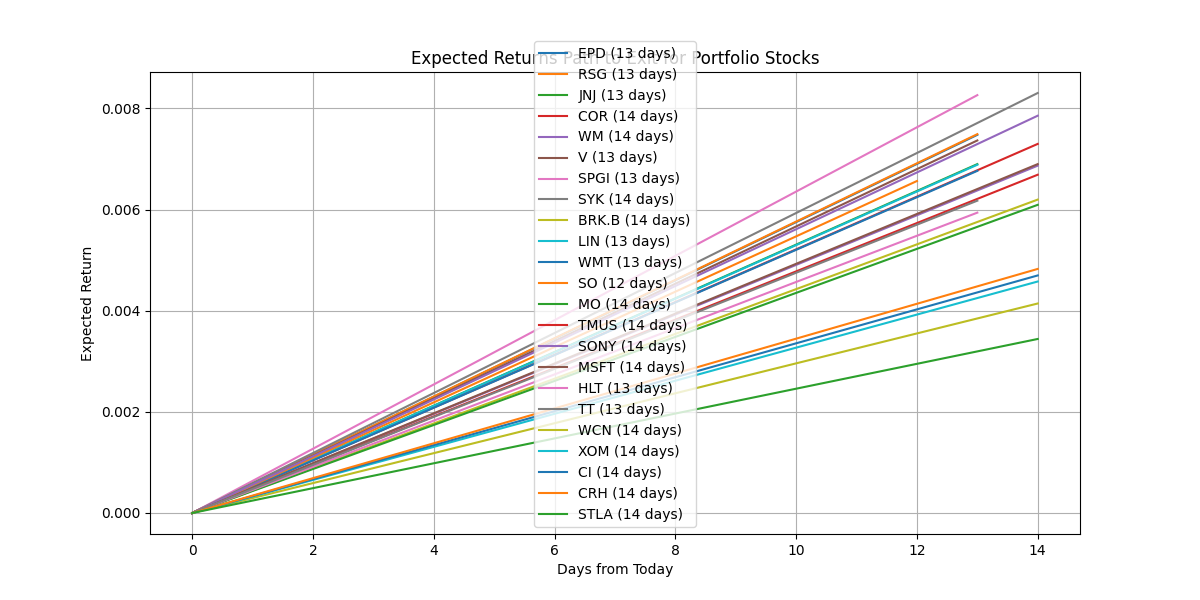 Expected Returns Path to Exit for Portfolio Stocks
EPD (13 days)
RSG (13 days)
JNJ (13 days)
COR (14 days)
WM (14 days)
V (13 days)
SPGI (13 days)
SYK (14 days)
BRK.B (14 days)
LIN (13 days)
WMT (13 days)
SO (12 days)
MO (14 days)
TMUS (14 days)
SONY (14 days)
MSFT (14 days)
HLT (13 days)
TT (13 days)
WCN (14 days)
XOM (14 days)
CI (14 days)
CRH (14 days)
STLA (14 days)
Expected Return
0.008
0.006
0.004
0.002
0.000
0 2 4 6 8 10 12 14
Days from Today